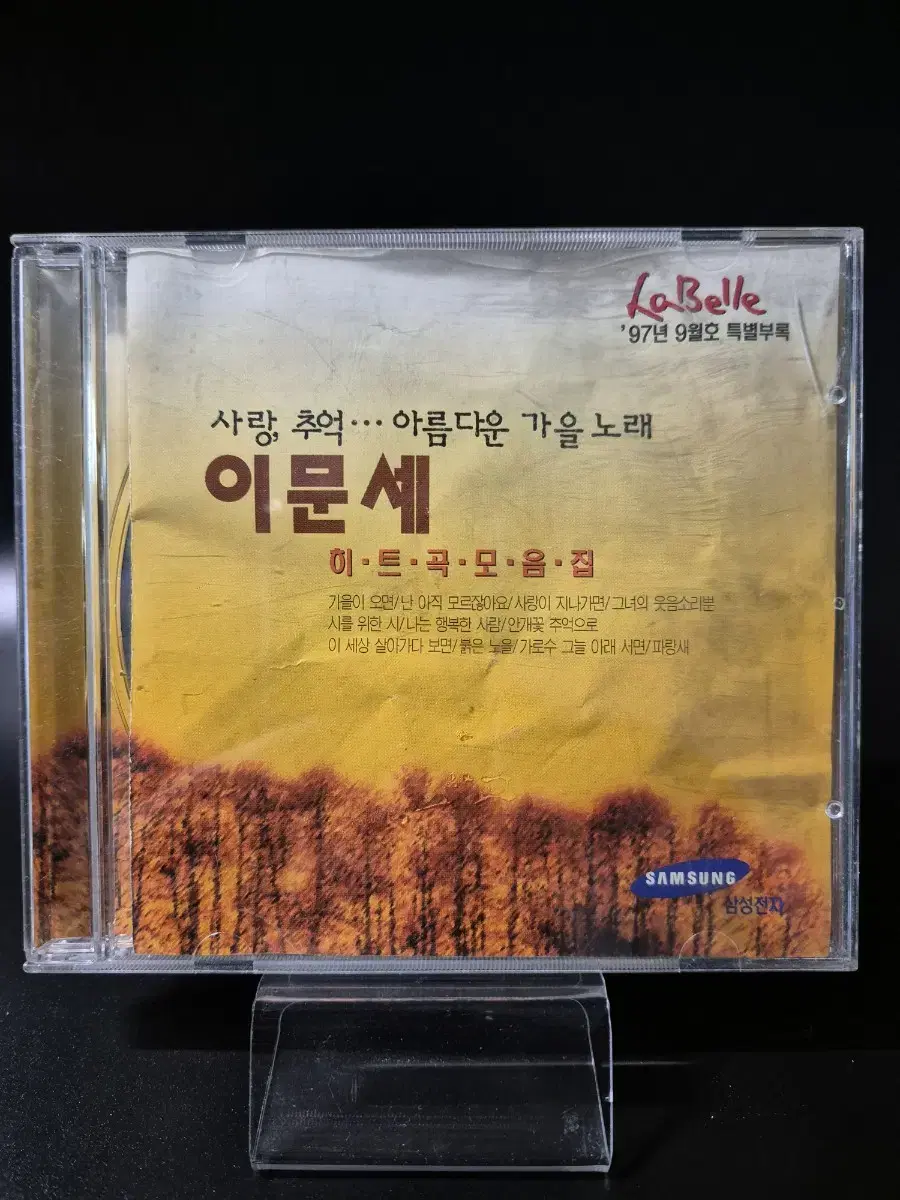 LaBelle
'97년 9월호 특별부록
사랑, 추억··· 아름다운 가을 노래
이문세
히·트·곡·모·음·집
가을이 오면/난 아직 모르잖아요/사랑이 지나가면/그녀의 웃음소리뿐
시를 위한 시/나는 행복한 사람/안개꽃 추억으로
이 세상 살아가다 보면/붉은 노을/가로수 그늘 아래 서면/파랑새
SAMSUNG
삼성전자